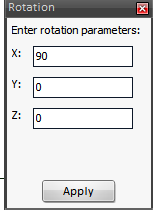 Rotation
Enter rotation parameters:
X: 90
Y: 0
Z: 0
Apply